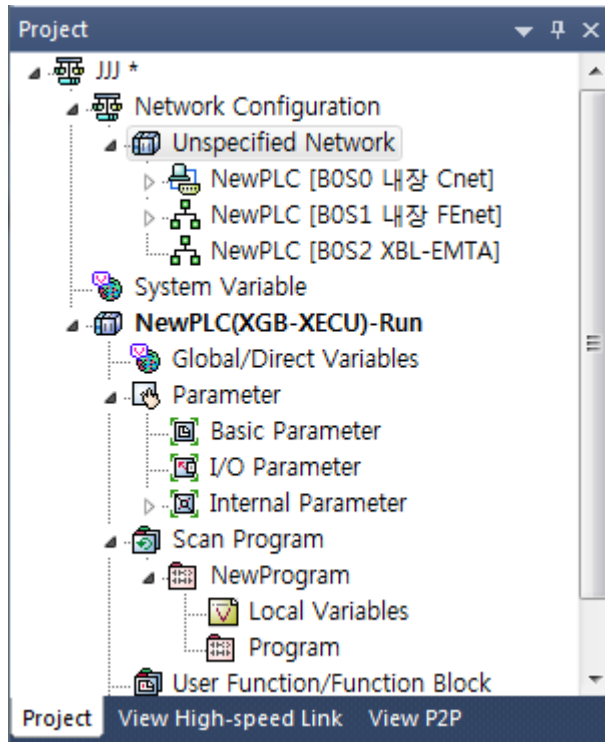 Project
JJJ *
Network Configuration
Unspecified Network
NewPLC [B0S0 내장 Cnet]
NewPLC [B0S1 내장 FEnet]
NewPLC [B0S2 XBL-EMTA]
System Variable
NewPLC(XGB-XECU)-Run
Global/Direct Variables
Parameter
Basic Parameter
I/O Parameter
Internal Parameter
Scan Program
NewProgram
Local Variables
Program
User Function/Function Block
Project View High-speed Link View P2P